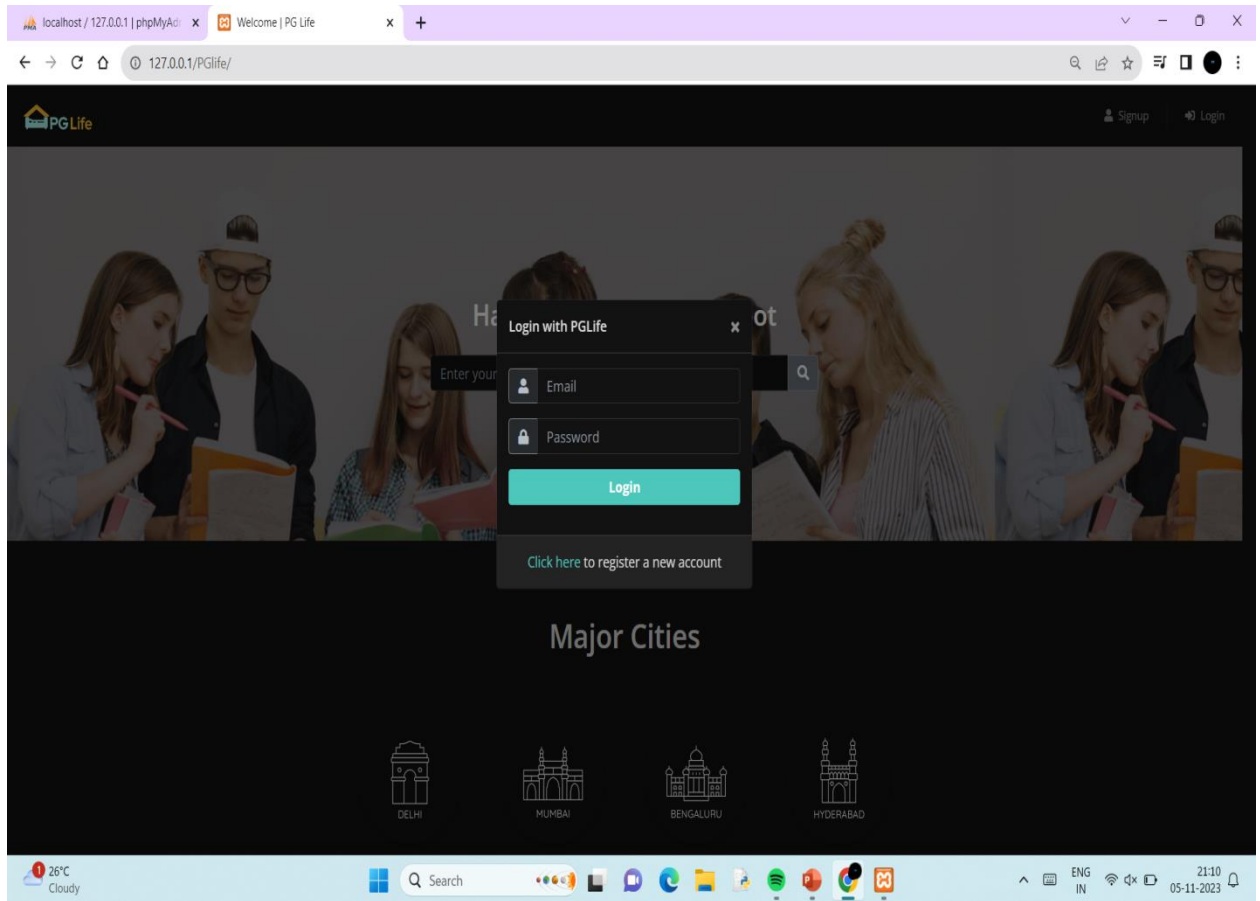 localhost / 127.0.0.1 | phpMyAd
Welcome | PG Life
127.0.0.1/PGlife/
PG Life
Signup
Login
Ha
ot
Enter your
Login with PGLife
Email
Password
Login
Click here to register a new account
Major Cities
DELHI
MUMBAI
BENGALURU
HYDERABAD
1
26°C
Cloudy
Search
ENG
IN
21:10
05-11-2023